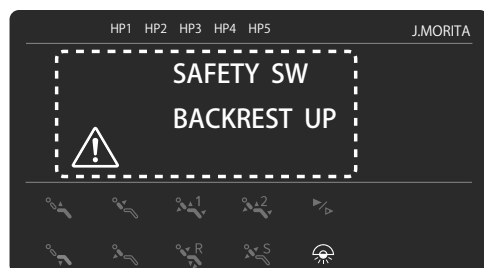 HP1 HP2 HP3 HP4 HP5 J.MORITA
SAFETY SW
BACKREST UP
1 2
R S